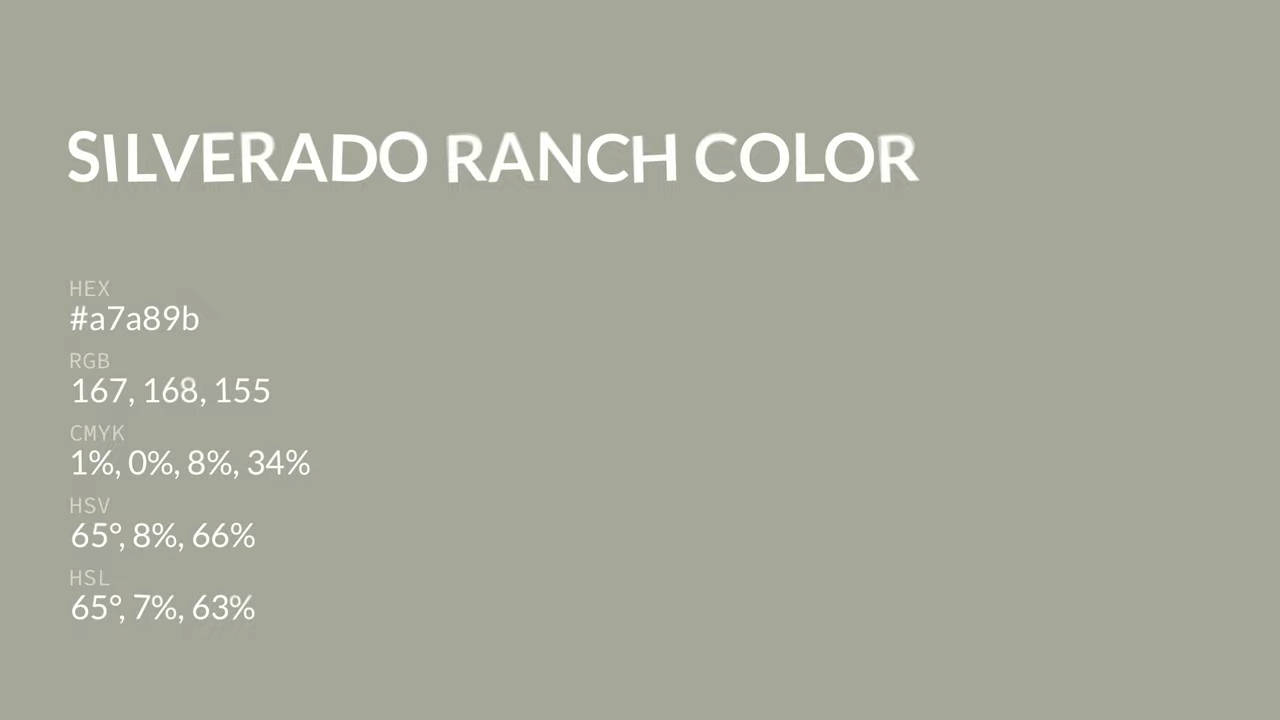 SILVERADO RANCH COLOR
HEX
#a7a89b
RGB
167, 168, 155
CMYK
1%, 0%, 8%, 34%
HSV
65°, 8%, 66%
HSL
65°, 7%, 63%